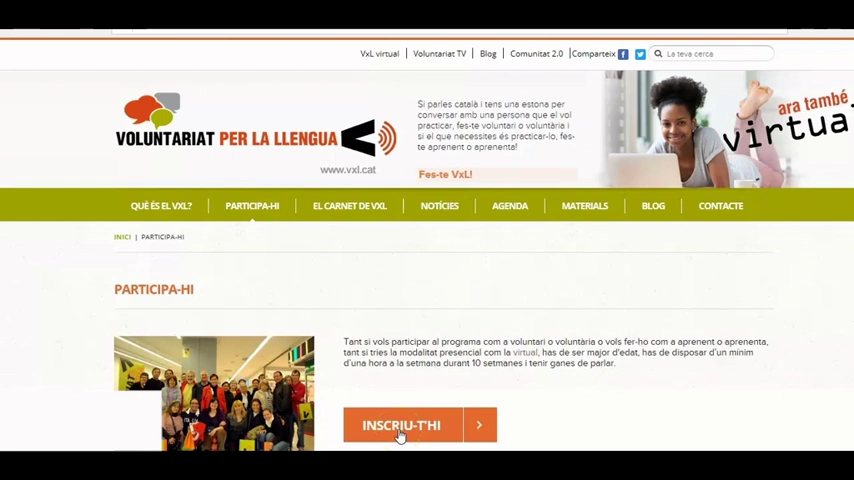 VxL virtual | Voluntariat TV | Blog | Comunitat 2.0 | Comparteix La teva cerca
Si parles català i tens una estona per
conversar amb una persona que el vol
practicar, fes-te voluntari o voluntària i
si el que necessites és practicar-lo, fes-
te aprenent o aprenenta!
Fes-te VxL!
VOLUNTARIAT PER LA LLENGUA
www.vxl.cat
ara també
virtual
QUÈ ÉS EL VXL? | PARTICIPA-HI | EL CARNET DE VXL | NOTÍCIES | AGENDA | MATERIALS | BLOG | CONTACTE
INICI | PARTICIPA-HI
PARTICIPA-HI
Tant si vols participar al programa com a voluntari o voluntària o vols fer-ho com a aprenent o aprenenta,
tant si tries la modalitat presencial com la virtual, has de ser major d'edat, has de disposar d'un mínim
d'una hora a la setmana durant 10 setmanes i tenir ganes de parlar.
INSCRIU-T'HI